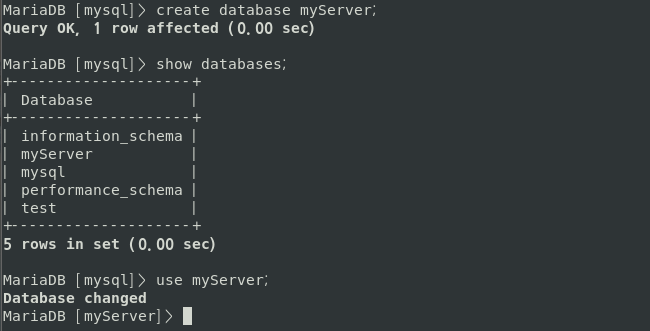 MariaDB [mysql]> create database myServer;
Query OK, 1 row affected (0.00 sec)
MariaDB [mysql]> show databases;
+--------------------+
| Database           |
+--------------------+
| information_schema |
| myServer           |
| mysql              |
| performance_schema |
| test               |
+--------------------+
5 rows in set (0.00 sec)
MariaDB [mysql]> use myServer;
Database changed
MariaDB [myServer]>